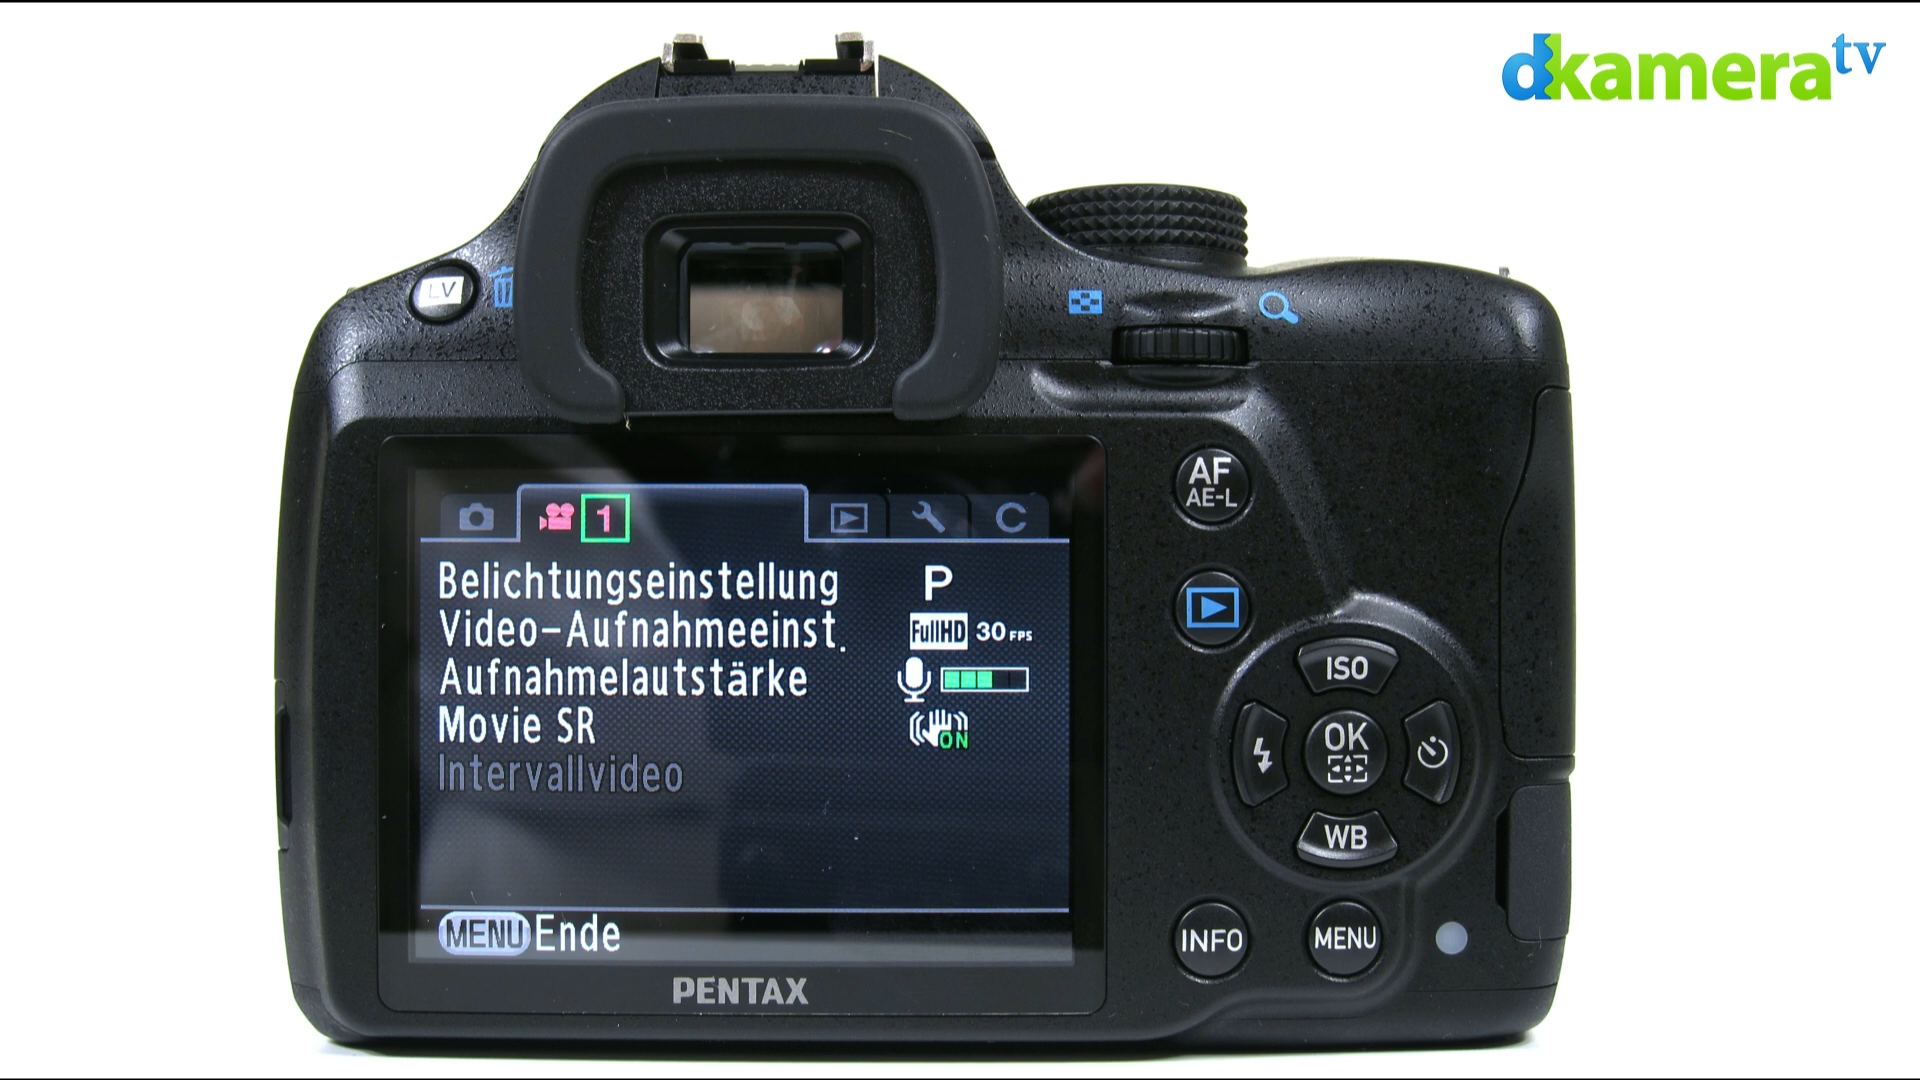 dkamera tv
LV
AF
AE-L
1
C
Belichtungseinstellung P
Video-Aufnahmeeinst. FullHD 30 FPS
Aufnahmelautstärke
Movie SR ON
Intervallvideo
MENU Ende
ISO
OK
WB
INFO
MENU
PENTAX